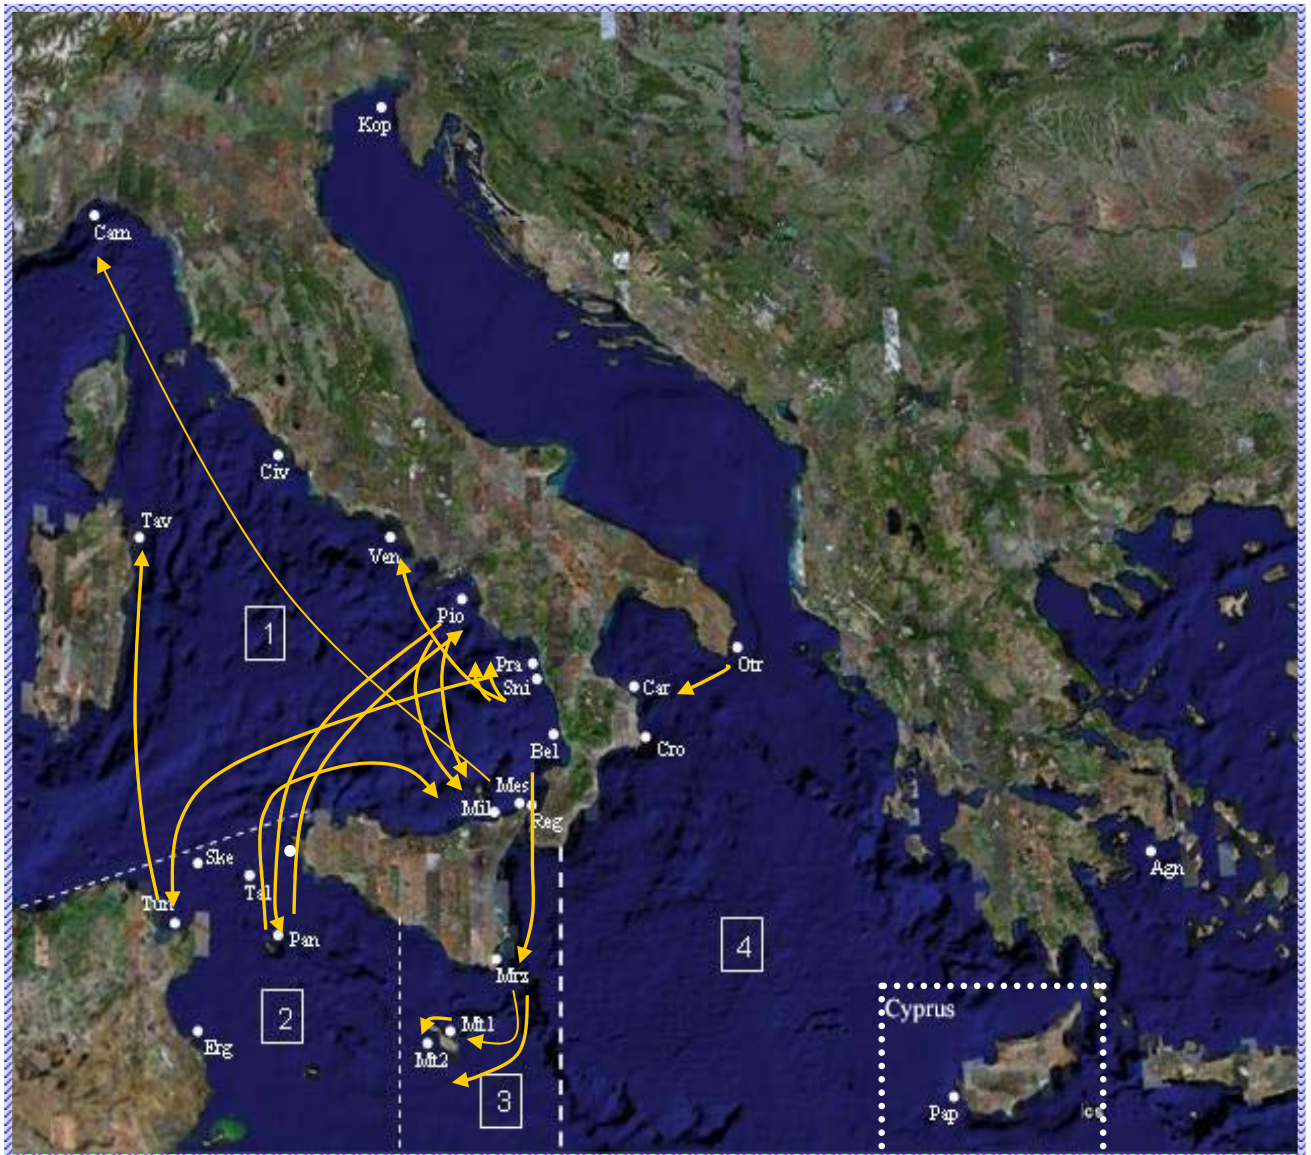 Kop
Cam
Civ
Tav
Ven
1
Pio
Pra
Otr
Sni
Car
Bel
Cro
Mes
Mil
Reg
Ske
Agn
Tal
Tun
Pan
4
Mrz
2
Cyprus
Mt1
Erg
Mt2
3
Pap